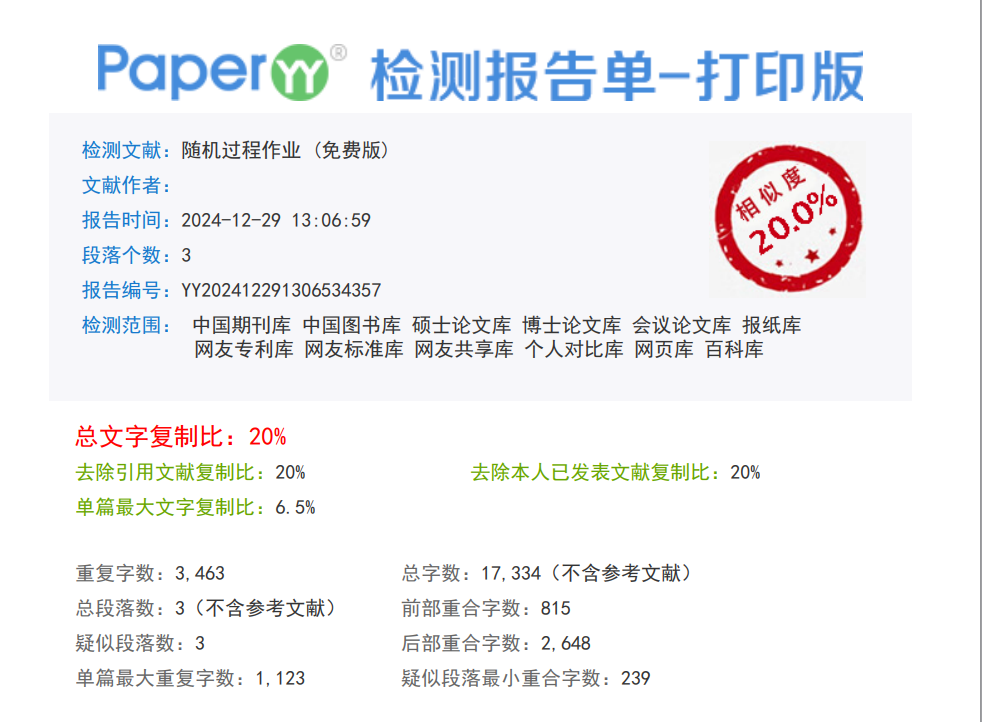 PaperYY® 检测报告单-打印版
检测文献：随机过程作业（免费版）
文献作者：
报告时间：2024-12-29 13:06:59
段落个数：3
报告编号：YY202412291306534357
检测范围： 中国期刊库 中国图书库 硕士论文库 博士论文库 会议论文库 报纸库
网友专利库 网友标准库 网友共享库 个人对比库 网页库 百科库
相似度
20.0%
总文字复制比：20%
去除引用文献复制比：20% 去除本人已发表文献复制比：20%
单篇最大文字复制比：6.5%
重复字数：3,463 总字数：17,334（不含参考文献）
总段落数：3（不含参考文献） 前部重合字数：815
疑似段落数：3 后部重合字数：2,648
单篇最大重复字数：1,123 疑似段落最小重合字数：239